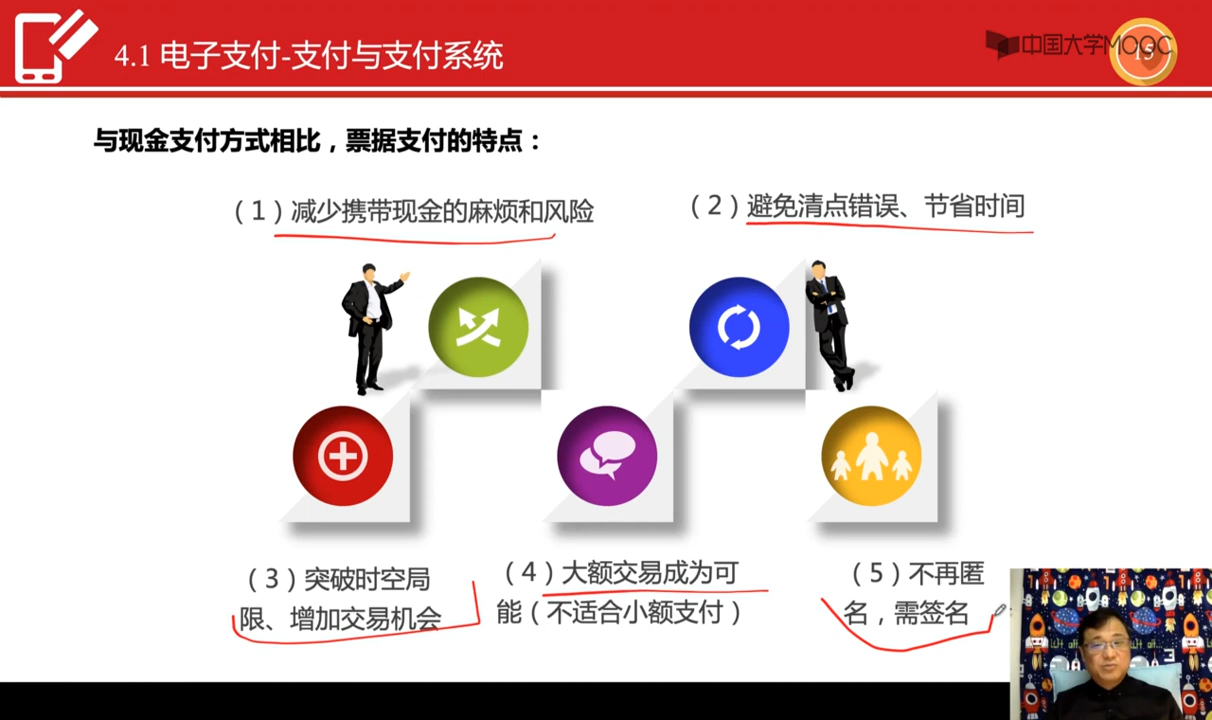 4.1 电子支付-支付与支付系统
中国大学MOOC
15
与现金支付方式相比，票据支付的特点：
（1）减少携带现金的麻烦和风险
（2）避免清点错误、节省时间
（3）突破时空局
限、增加交易机会
（4）大额交易成为可
能（不适合小额支付）
（5）不再匿
名，需签名